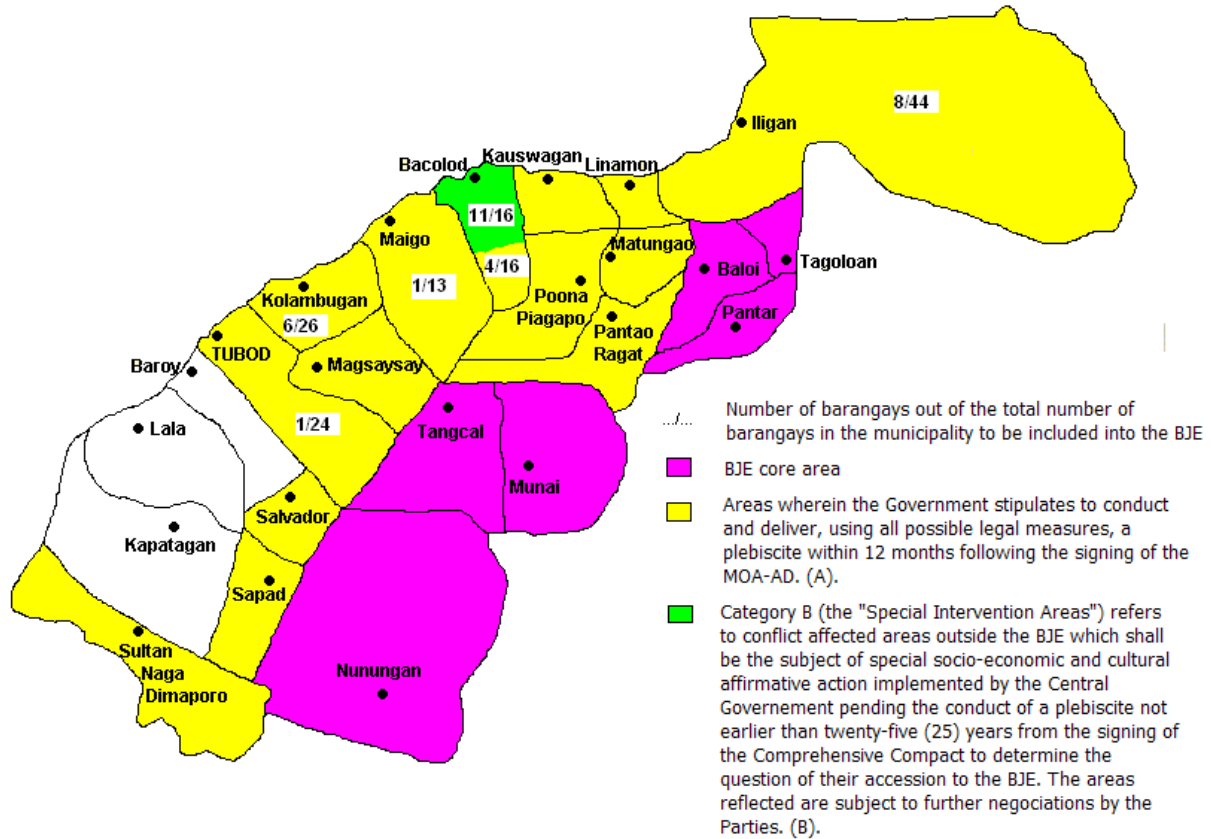 8/44
Iligan
Bacolod
Kauswagan
Linamon
11/16
Maigo
Matungao
4/16
Baloi
Tagoloan
1/13
Poona
Piagapo
Kolambugan
6/26
Pantar
Pantao
Ragat
TUBOD
Baroy
Magsaysay
Lala
1/24
Tangcal
Munai
Salvador
Kapatagan
Sapad
Sultan
Naga
Dimaporo
Nunungan
.../...
Number of barangays out of the total number of
barangays in the municipality to be included into the BJE
BJE core area
Areas wherein the Government stipulates to conduct
and deliver, using all possible legal measures, a
plebiscite within 12 months following the signing of the
MOA-AD. (A).
Category B (the "Special Intervention Areas") refers
to conflict affected areas outside the BJE which shall
be the subject of special socio-economic and cultural
affirmative action implemented by the Central
Governement pending the conduct of a plebiscite not
earlier than twenty-five (25) years from the signing of
the Comprehensive Compact to determine the
question of their accession to the BJE. The areas
reflected are subject to further negociations by the
Parties. (B).